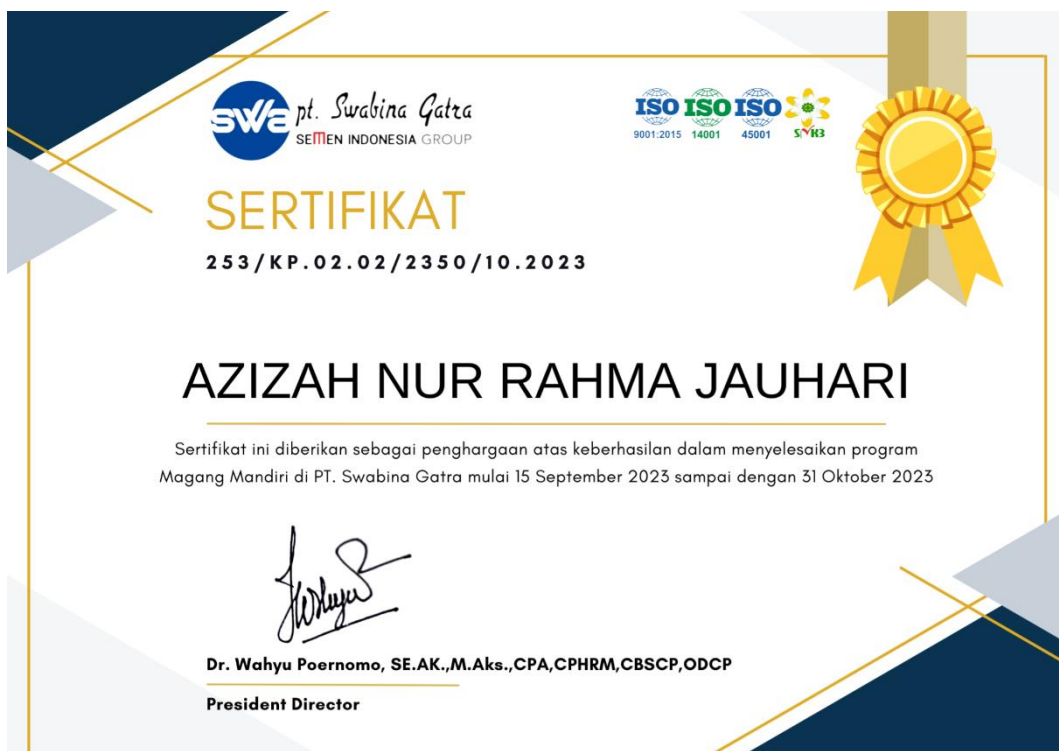 swa pt. Swabina Gatra
SEMEN INDONESIA GROUP
ISO ISO ISO
9001:2015 14001 45001 SMK3
SERTIFIKAT
253/KP.02.02/2350/10.2023
AZIZAH NUR RAHMA JAUHARI
Sertifikat ini diberikan sebagai penghargaan atas keberhasilan dalam menyelesaikan program
Magang Mandiri di PT. Swabina Gatra mulai 15 September 2023 sampai dengan 31 Oktober 2023
Dr. Wahyu Poernomo, SE.AK.,M.Aks.,CPA,CPHRM,CBSCP,ODCP
President Director